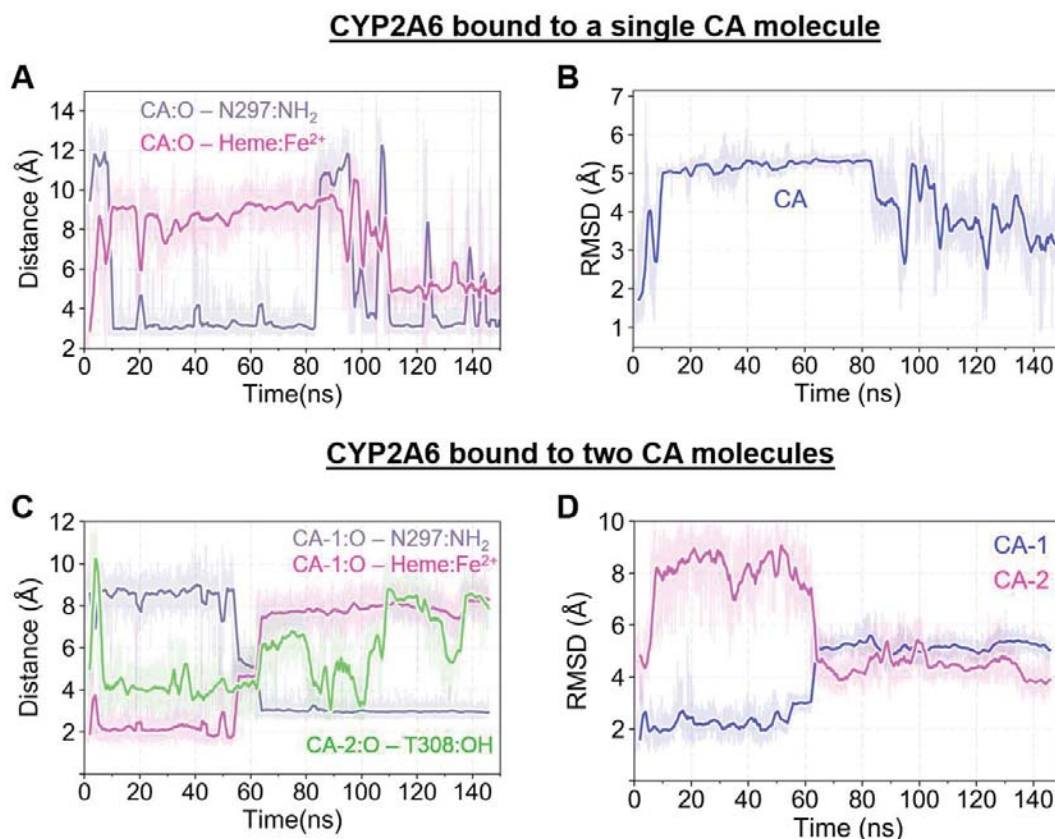 CYP2A6 bound to a single CA molecule
A
CA:O – N297:NH₂
CA:O – Heme:Fe²⁺
Distance (Å)
14
12
10
8
6
4
2
0 20 40 60 80 100 120 140
Time(ns)
B
CA
RMSD (Å)
7
6
5
4
3
2
1
0 20 40 60 80 100 120 140
Time (ns)
CYP2A6 bound to two CA molecules
C
CA-1:O – N297:NH₂
CA-1:O – Heme:Fe²⁺
CA-2:O – T308:OH
Distance (Å)
12
10
8
6
4
2
0 20 40 60 80 100 120 140
Time(ns)
D
CA-1
CA-2
RMSD (Å)
10
8
6
4
2
0 20 40 60 80 100 120 140
Time (ns)